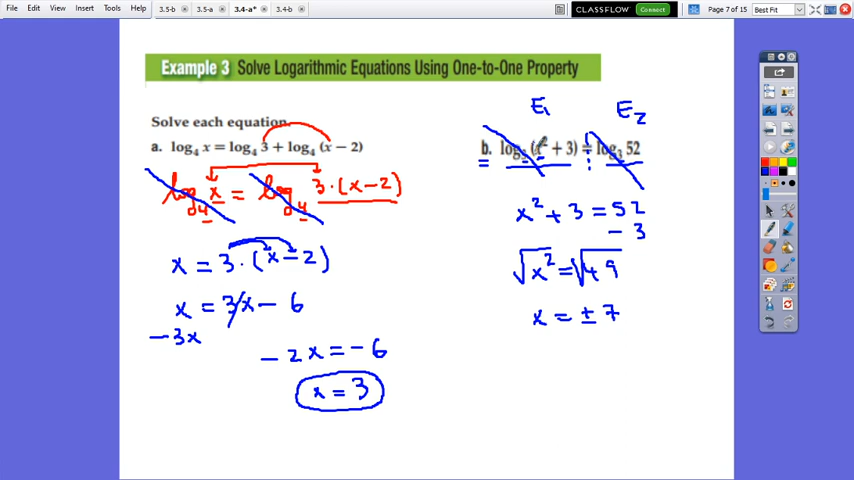 File Edit View Insert Tools Help
3.5-b 3.5-a 3.4-a* 3.4-b
CLASSFLOW Connect
Page 7 of 15 Best Fit
Example 3 Solve Logarithmic Equations Using One-to-One Property
Solve each equation.
a. log₄ x = log₄ 3 + log₄ (x − 2)
log₄ x = log₄ 3·(x−2)
x = 3·(x−2)
x = 3x − 6
−3x
−2x = −6
x = 3
E₁ E₂
b. log₃ (x² + 3) = log₃ 52
x² + 3 = 52
− 3
√x² = √49
x = ± 7